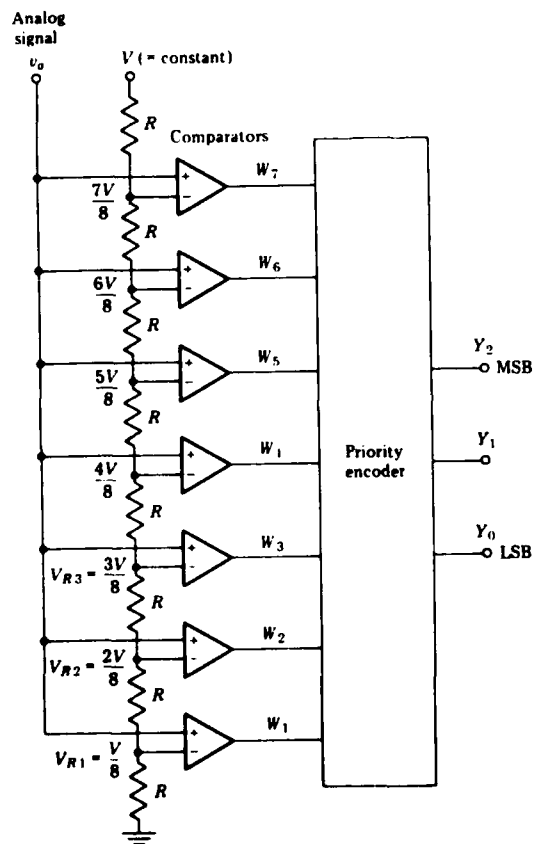 Analog
signal
v_a
V (= constant)
R
Comparators
+
−
7V/8
W_7
R
+
−
6V/8
W_6
R
+
−
5V/8
W_5
Y_2
MSB
R
+
−
4V/8
W_1
Priority
encoder
Y_1
R
+
−
V_R3 = 3V/8
W_3
Y_0
LSB
R
+
−
V_R2 = 2V/8
W_2
R
+
−
V_R1 = V/8
W_1
R